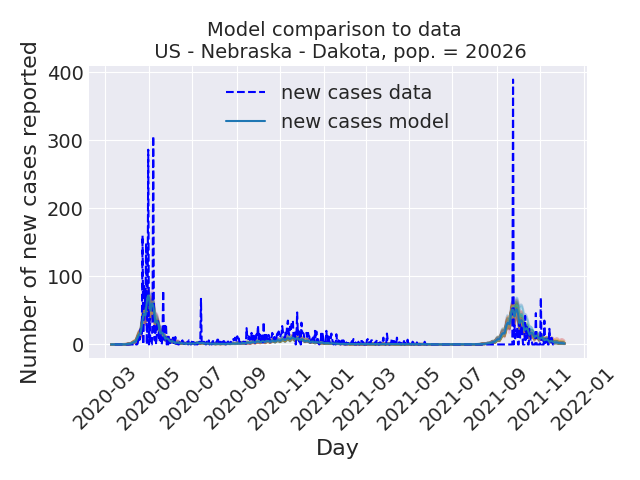 Model comparison to data
US - Nebraska - Dakota, pop. = 20026
Number of new cases reported
400
300
200
100
0
new cases data
new cases model
2020-03
2020-05
2020-07
2020-09
2020-11
2021-01
2021-03
2021-05
2021-07
2021-09
2021-11
2022-01
Day